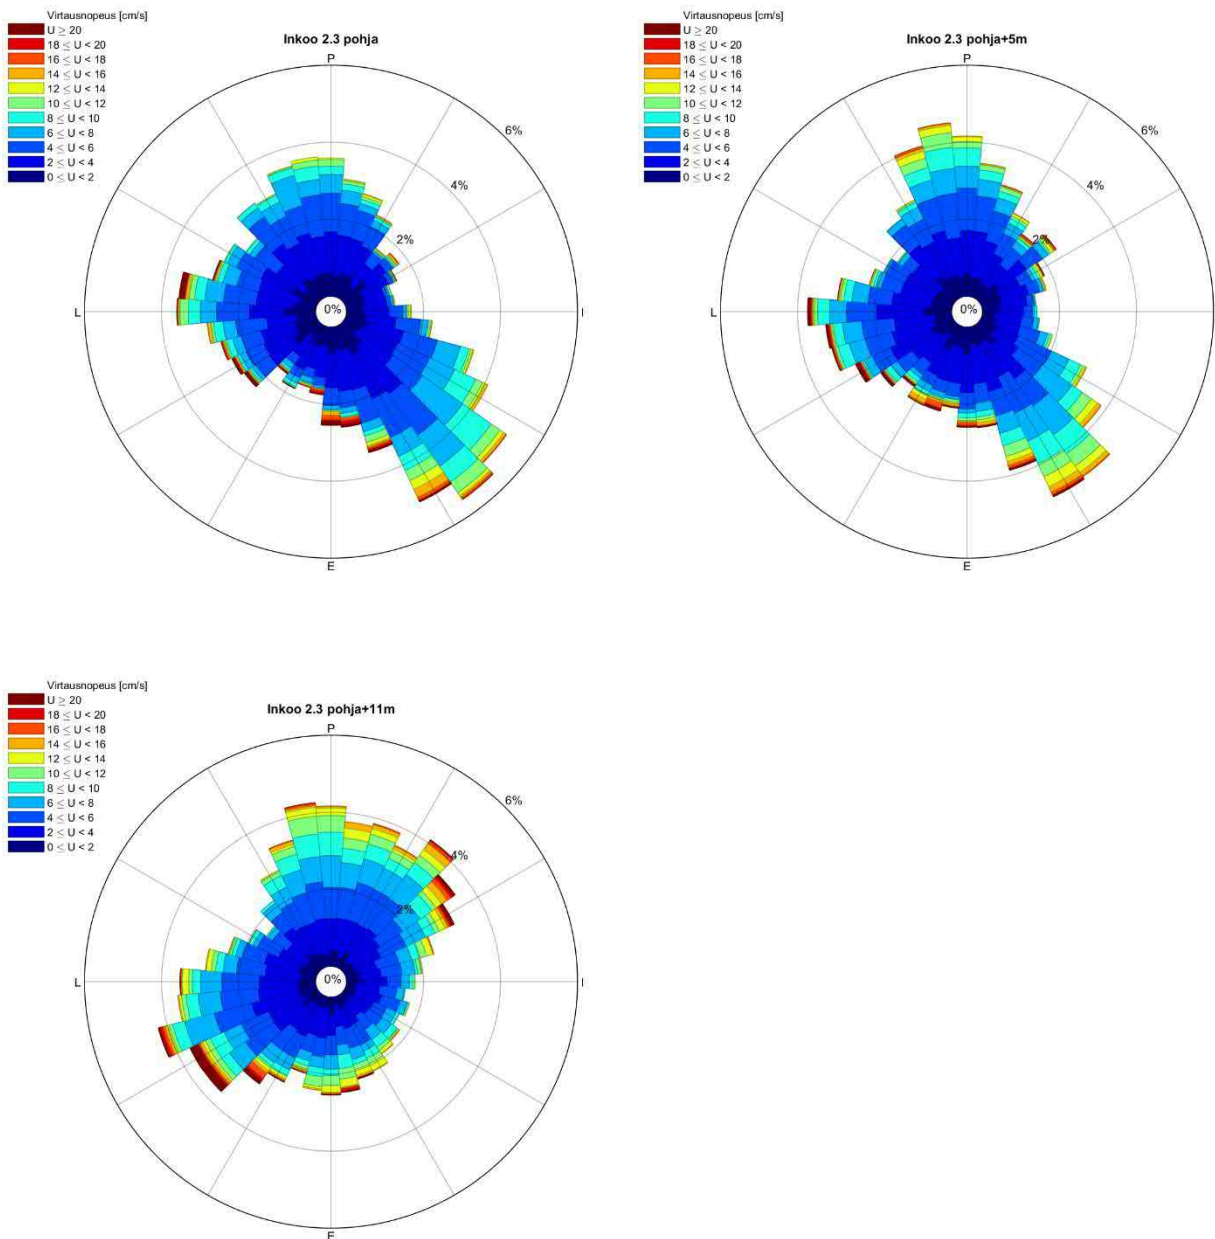 Virtausnopeus [cm/s]
U ≥ 20
18 ≤ U < 20
16 ≤ U < 18
14 ≤ U < 16
12 ≤ U < 14
10 ≤ U < 12
8 ≤ U < 10
6 ≤ U < 8
4 ≤ U < 6
2 ≤ U < 4
0 ≤ U < 2
Inkoo 2.3 pohja
P
6%
4%
2%
0%
L
I
E
Virtausnopeus [cm/s]
U ≥ 20
18 ≤ U < 20
16 ≤ U < 18
14 ≤ U < 16
12 ≤ U < 14
10 ≤ U < 12
8 ≤ U < 10
6 ≤ U < 8
4 ≤ U < 6
2 ≤ U < 4
0 ≤ U < 2
Inkoo 2.3 pohja+5m
P
6%
4%
2%
0%
L
E
Virtausnopeus [cm/s]
U ≥ 20
18 ≤ U < 20
16 ≤ U < 18
14 ≤ U < 16
12 ≤ U < 14
10 ≤ U < 12
8 ≤ U < 10
6 ≤ U < 8
4 ≤ U < 6
2 ≤ U < 4
0 ≤ U < 2
Inkoo 2.3 pohja+11m
P
6%
4%
2%
0%
L
I
E